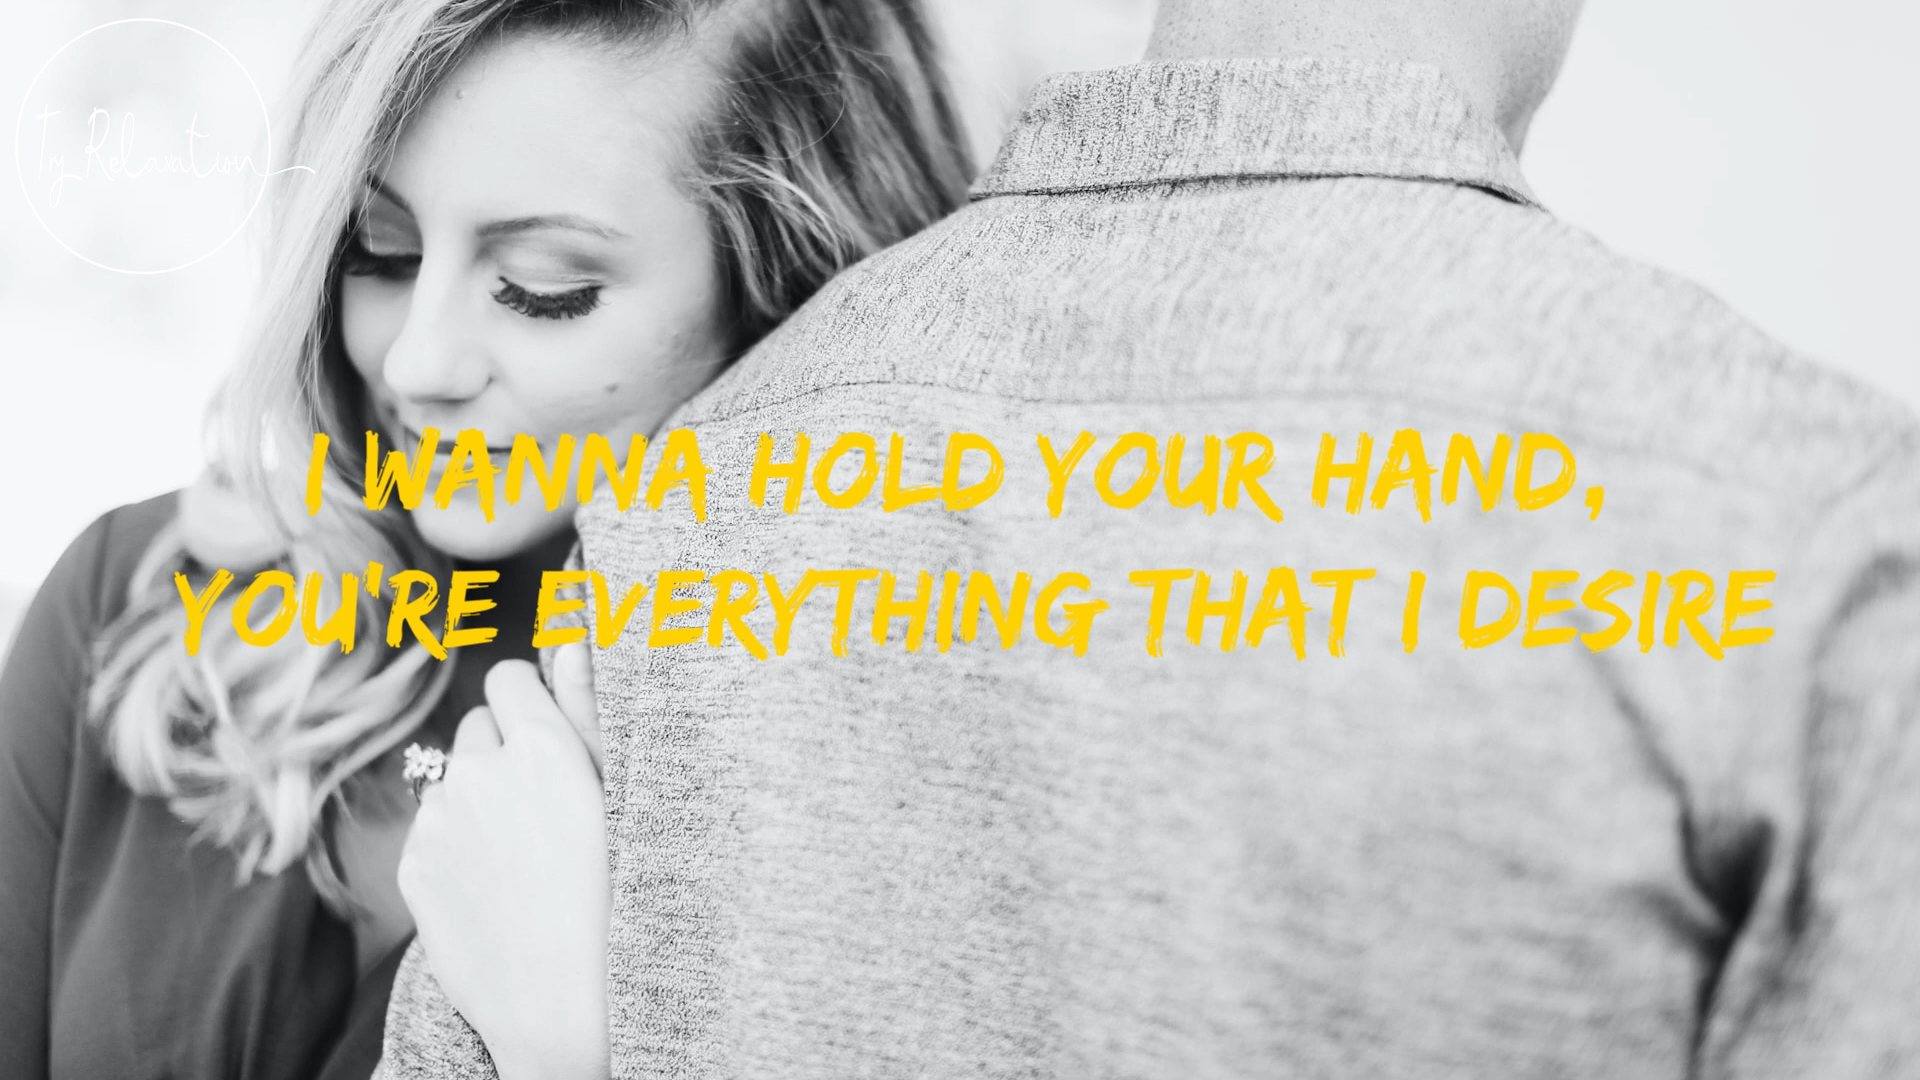 Try Relaxation
I WANNA HOLD YOUR HAND,
YOU'RE EVERYTHING THAT I DESIRE